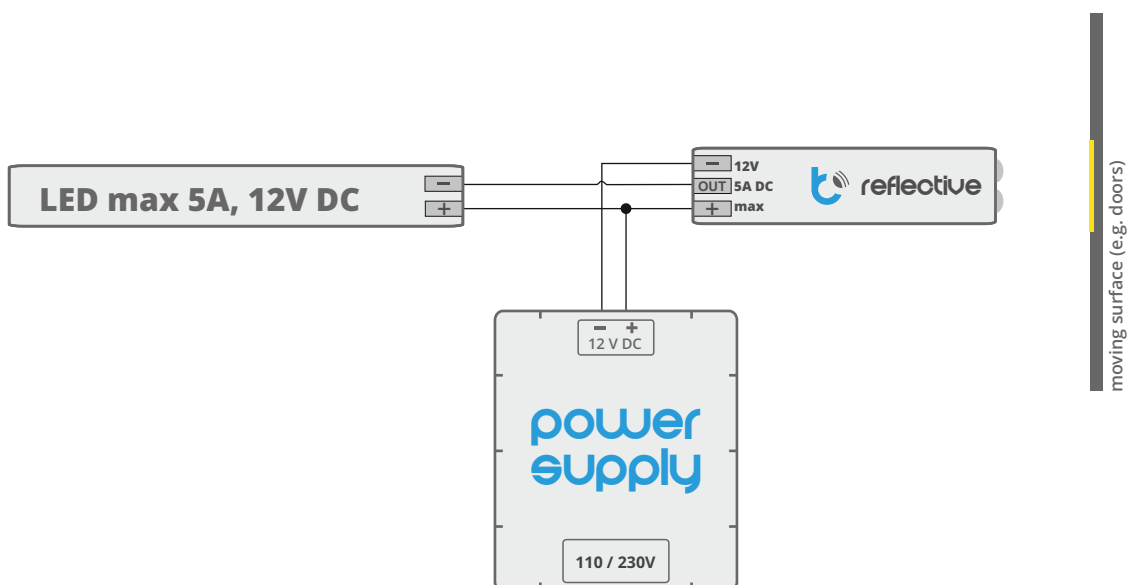 LED max 5A, 12V DC
−
+
− 12V
OUT 5A DC
+ max
reflective
moving surface (e.g. doors)
− +
12 V DC
power
supply
110 / 230V